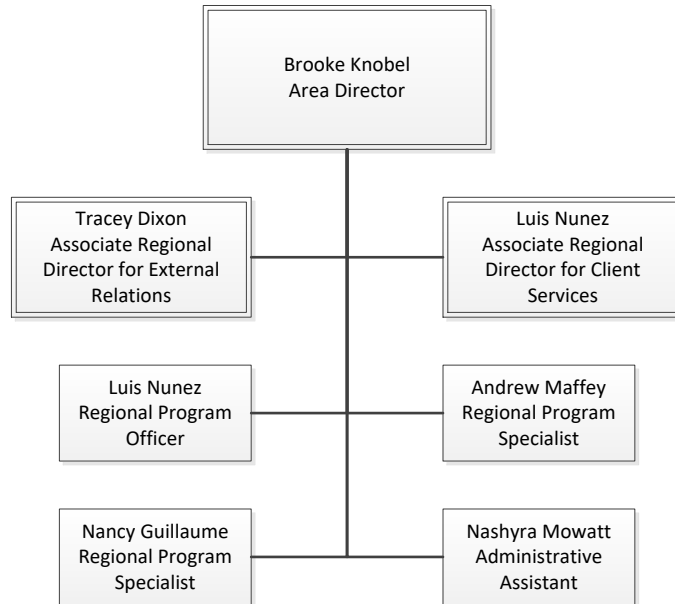 Brooke Knobel
Area Director
Tracey Dixon
Associate Regional
Director for External
Relations
Luis Nunez
Associate Regional
Director for Client
Services
Luis Nunez
Regional Program
Officer
Andrew Maffey
Regional Program
Specialist
Nancy Guillaume
Regional Program
Specialist
Nashyra Mowatt
Administrative
Assistant